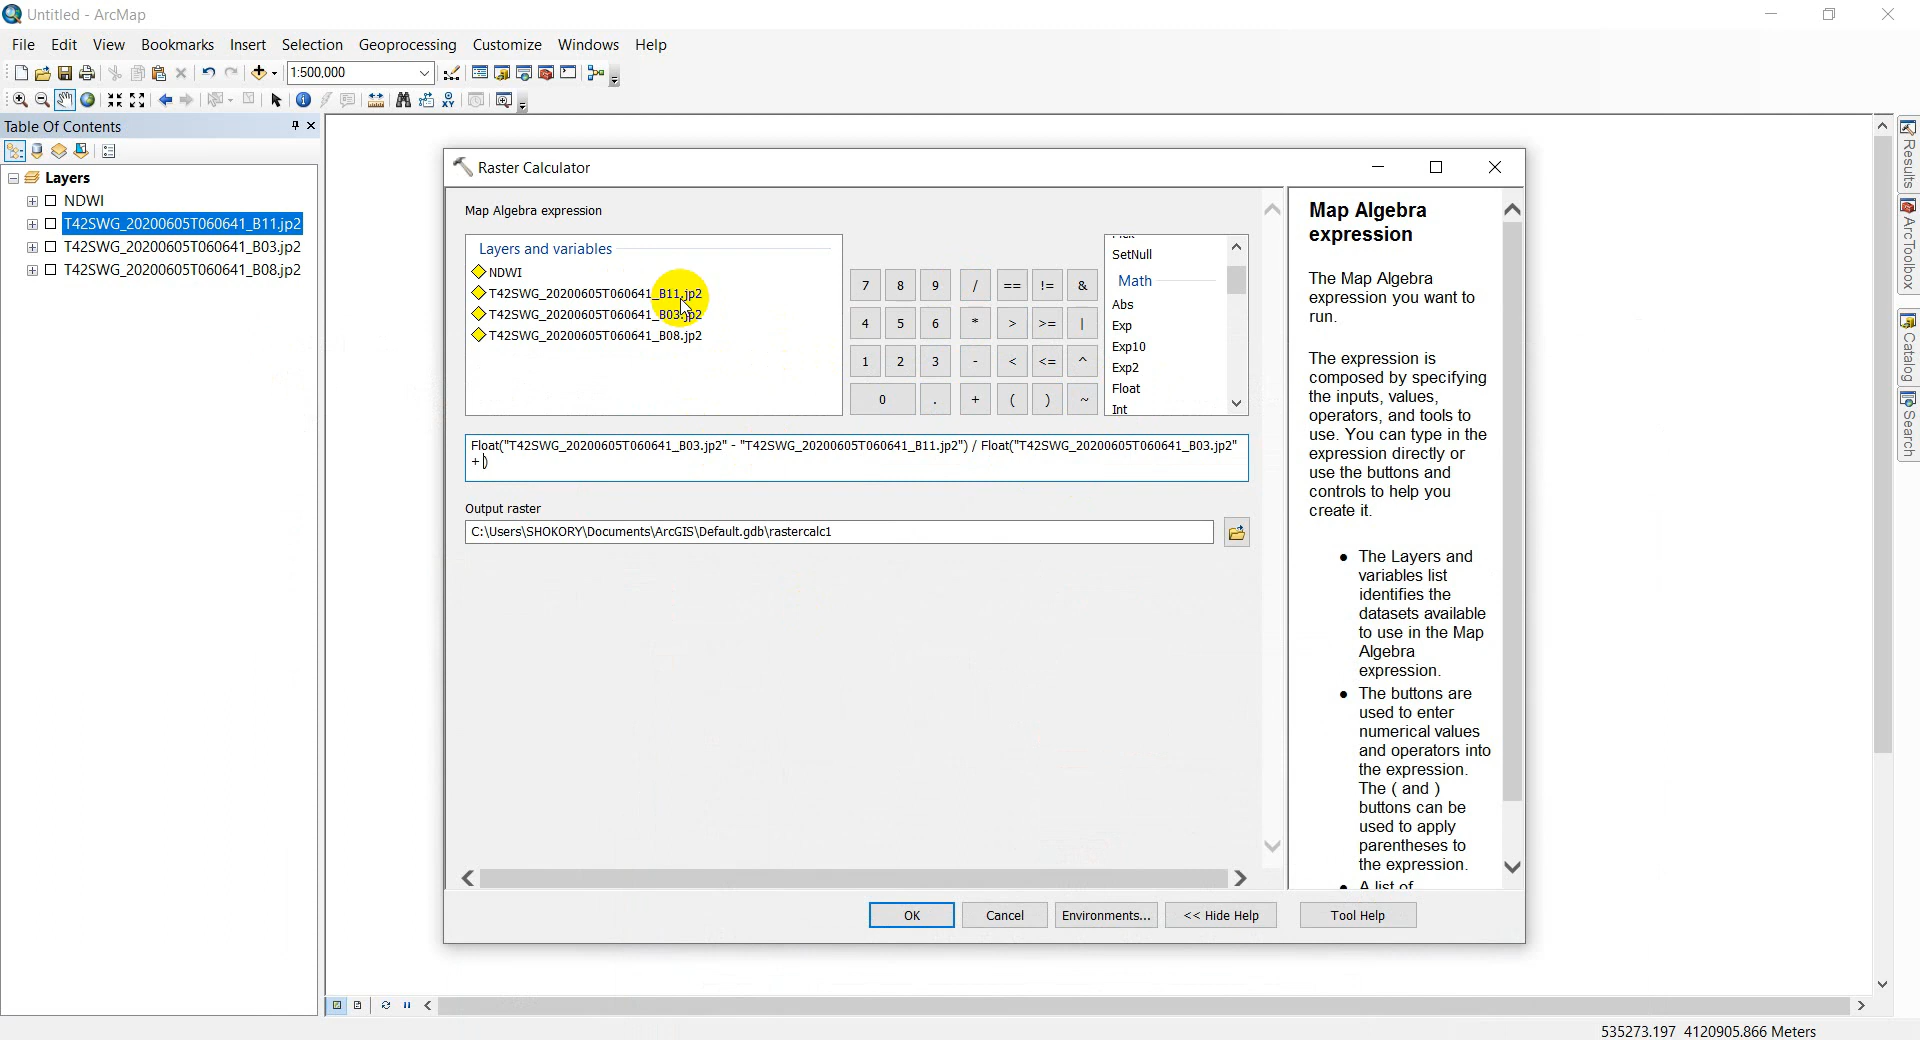 Untitled - ArcMap
File Edit View Bookmarks Insert Selection Geoprocessing Customize Windows Help
1:500,000
Table Of Contents
Layers
NDWI
T42SWG_20200605T060641_B11.jp2
T42SWG_20200605T060641_B03.jp2
T42SWG_20200605T060641_B08.jp2
Raster Calculator
Map Algebra expression
Layers and variables
NDWI
T42SWG_20200605T060641_B11.jp2
T42SWG_20200605T060641_B03.jp2
T42SWG_20200605T060641_B08.jp2
7 8 9 / == != &
4 5 6 * > >= |
1 2 3 - < <= ^
0 . + ( ) ~
SetNull
Math
Abs
Exp
Exp10
Exp2
Float
Int
Float("T42SWG_20200605T060641_B03.jp2" - "T42SWG_20200605T060641_B11.jp2") / Float("T42SWG_20200605T060641_B03.jp2"
+ )
Output raster
C:\Users\SHOKORY\Documents\ArcGIS\Default.gdb\rastercalc1
OK Cancel Environments... << Hide Help Tool Help
Map Algebra
expression
The Map Algebra
expression you want to
run.
The expression is
composed by specifying
the inputs, values,
operators, and tools to
use. You can type in the
expression directly or
use the buttons and
controls to help you
create it.
• The Layers and
variables list
identifies the
datasets available
to use in the Map
Algebra
expression.
• The buttons are
used to enter
numerical values
and operators into
the expression.
The ( and )
buttons can be
used to apply
parentheses to
the expression.
• A list of
Results
ArcToolbox
Catalog
Search
535273.197 4120905.866 Meters